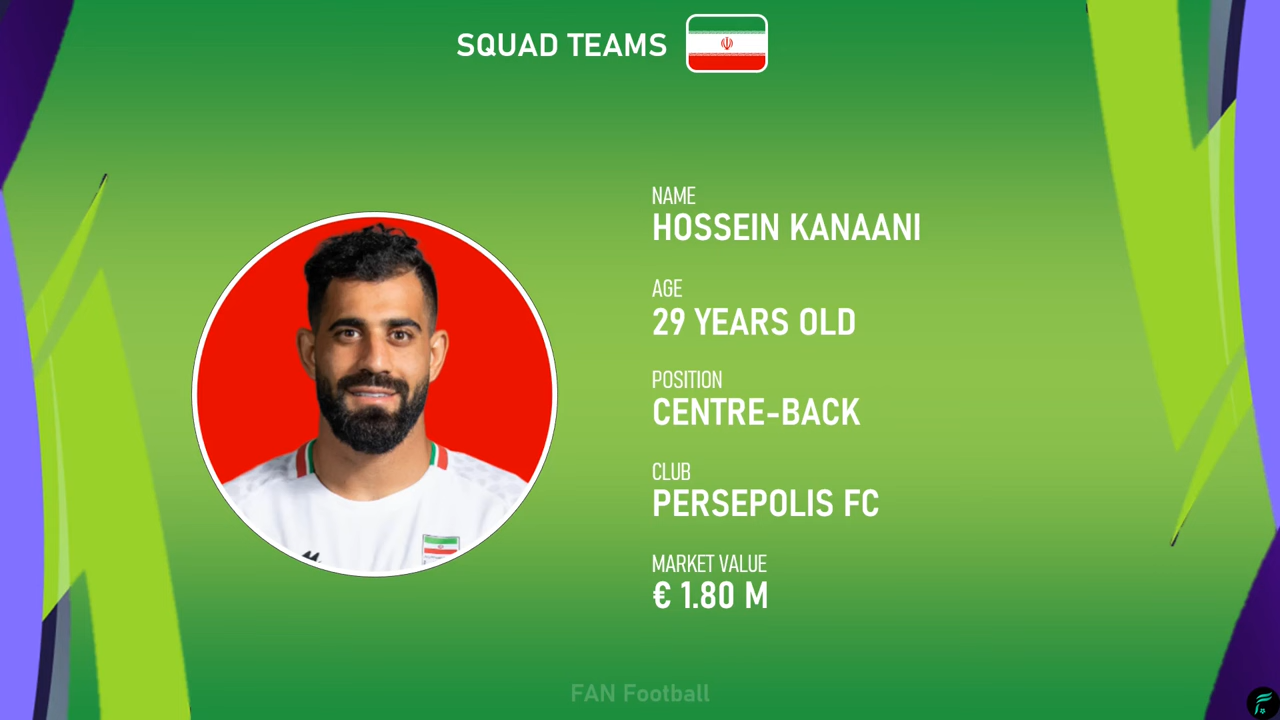 SQUAD TEAMS
NAME
HOSSEIN KANAANI
AGE
29 YEARS OLD
POSITION
CENTRE-BACK
CLUB
PERSEPOLIS FC
MARKET VALUE
€ 1.80 M
FAN Football